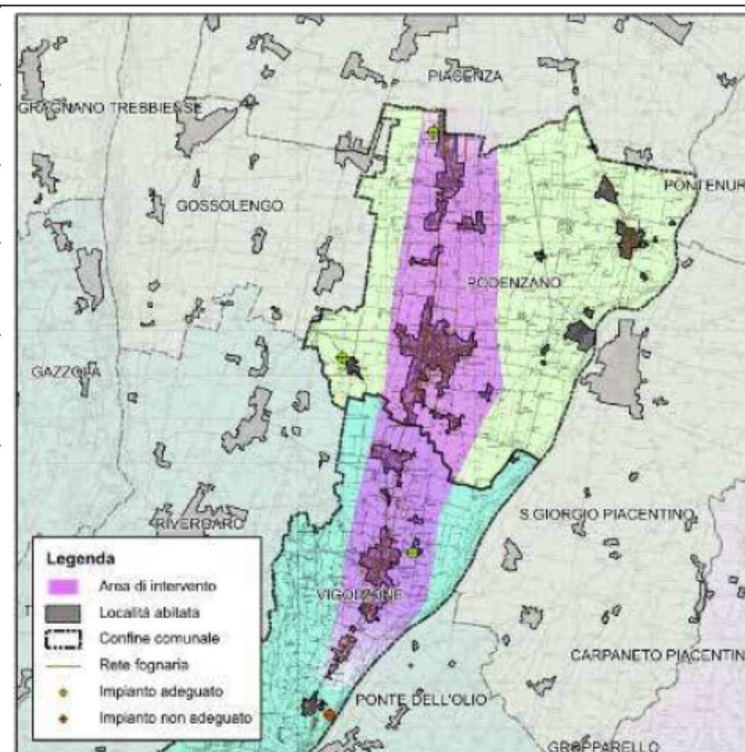 PIACENZA
GRAGNANO TREBBIENSE
PONTENUR
GOSSOLENGO
PODENZANO
GAZZOLA
S.GIORGIO PIACENTINO
RIVERGARO
VIGOLZONE
CARPANETO PIACENTIN
PONTE DELL'OLIO
GROPPARELLO
Legenda
Area di intervento
Località abitata
Confine comunale
Rete fognaria
Impianto adeguato
Impianto non adeguato